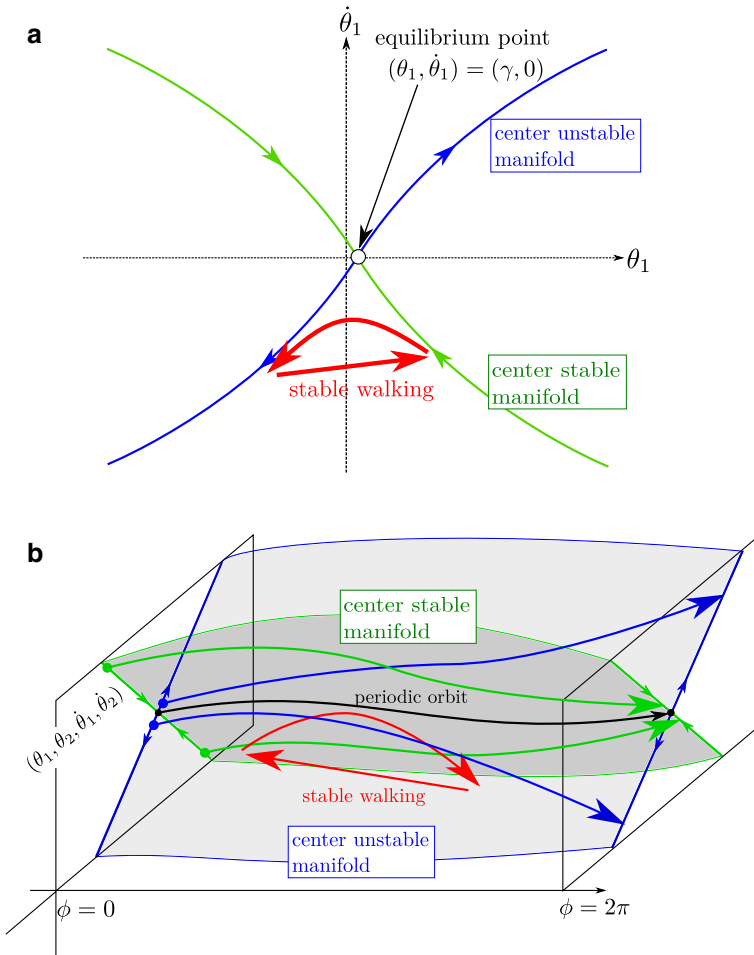 a
θ̇₁
equilibrium point
(θ₁, θ̇₁) = (γ, 0)
center unstable
manifold
θ₁
center stable
manifold
stable walking
b
center stable
manifold
periodic orbit
(θ₁, θ₂, θ̇₁, θ̇₂)
stable walking
center unstable
manifold
ϕ = 0
ϕ = 2π